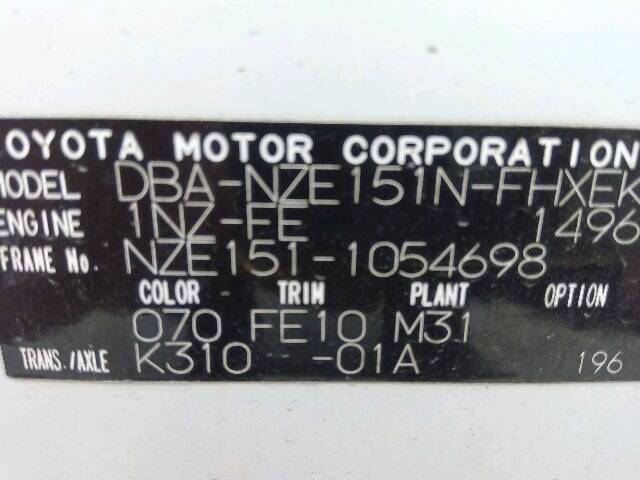 OYOTA MOTOR CORPORATION
MODEL DBA-NZE151N-FHXEK
ENGINE 1NZ-FE 1496
FRAME No. NZE151-1054698
COLOR TRIM PLANT OPTION
070 FE10 M31
TRANS./AXLE K310 -01A 196